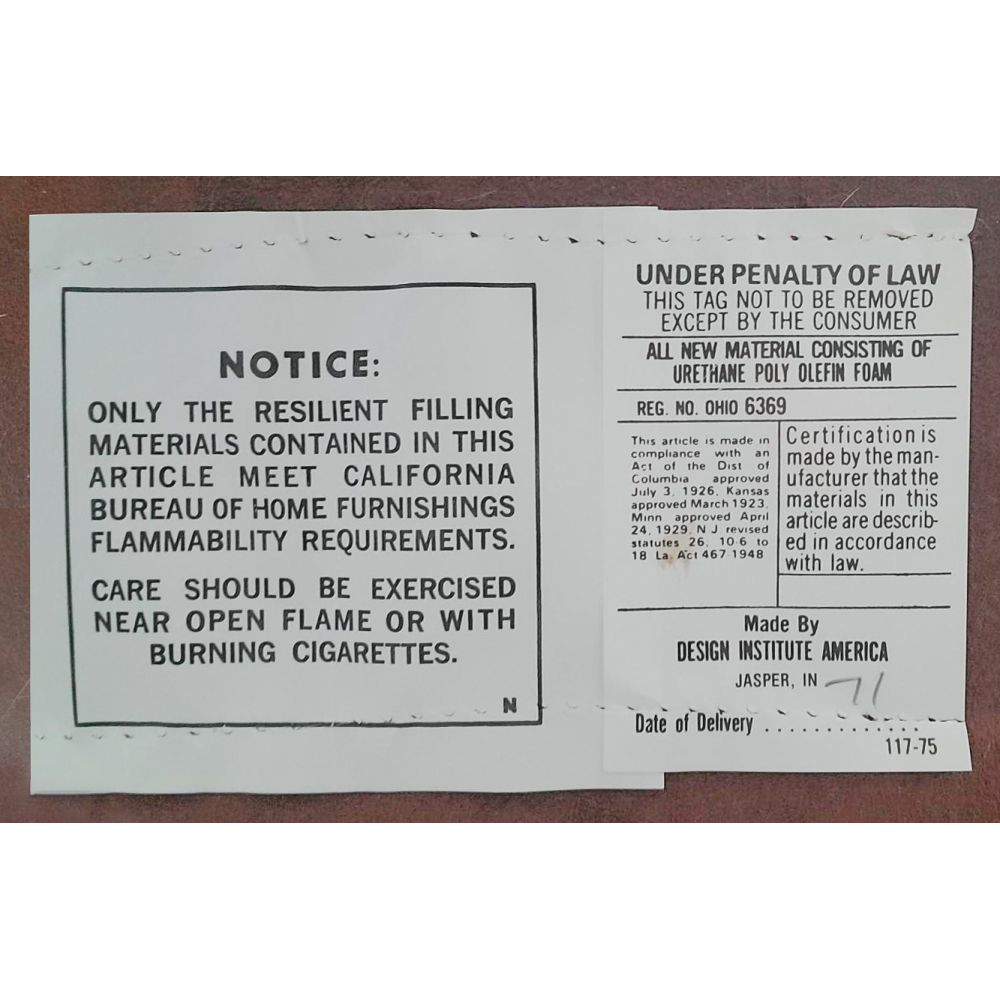 NOTICE:
ONLY THE RESILIENT FILLING
MATERIALS CONTAINED IN THIS
ARTICLE MEET CALIFORNIA
BUREAU OF HOME FURNISHINGS
FLAMMABILITY REQUIREMENTS.
CARE SHOULD BE EXERCISED
NEAR OPEN FLAME OR WITH
BURNING CIGARETTES.
N
UNDER PENALTY OF LAW
THIS TAG NOT TO BE REMOVED
EXCEPT BY THE CONSUMER
ALL NEW MATERIAL CONSISTING OF
URETHANE POLY OLEFIN FOAM
REG. NO. OHIO 6369
This article is made in
compliance with an
Act of the Dist of
Columbia approved
July 3, 1926, Kansas
approved March 1923,
Minn approved April
24, 1929, N J revised
statutes 26, 10 6 to
18 La. Act 467 1948
Certification is
made by the man-
ufacturer that the
materials in this
article are describ-
ed in accordance
with law.
Made By
DESIGN INSTITUTE AMERICA
JASPER, IN 71
Date of Delivery . . . . . . . . . . . . .
117-75